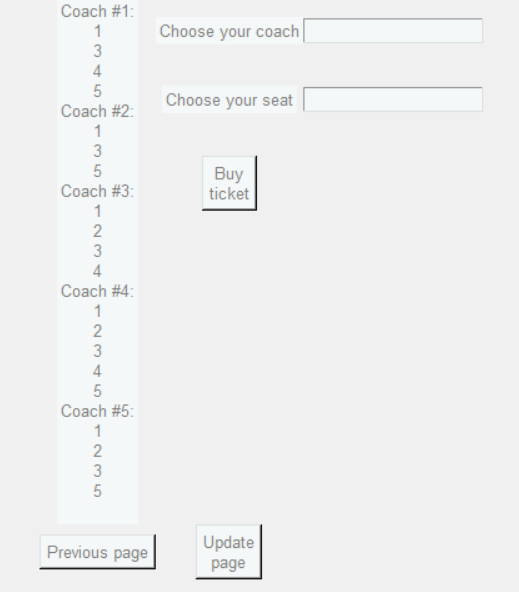 Coach #1:
1
3
4
5
Coach #2:
1
3
5
Coach #3:
1
2
3
4
Coach #4:
1
2
3
4
5
Coach #5:
1
2
3
5
Choose your coach
Choose your seat
Buy
ticket
Previous page
Update
page